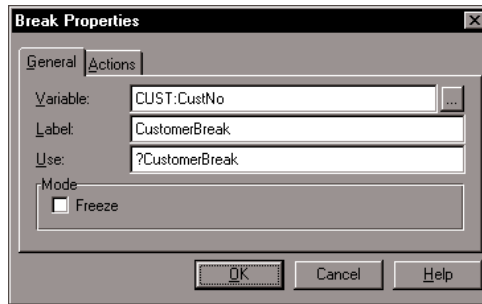 Break Properties
General Actions
Variable: CUST:CustNo ...
Label: CustomerBreak
Use: ?CustomerBreak
Mode
Freeze
OK Cancel Help